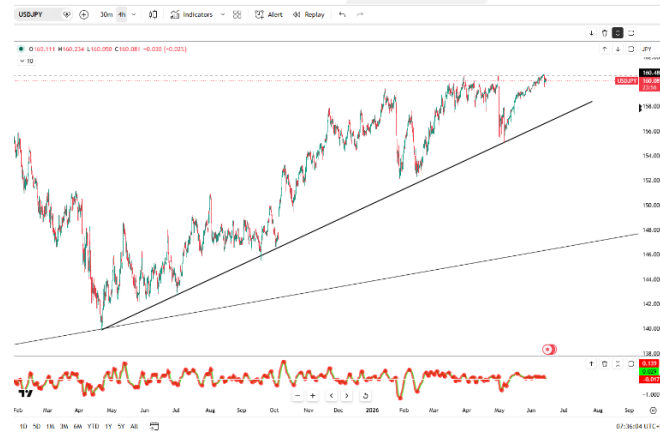 USDJPY 30m 4h Indicators Alert Replay
O160.111 H160.234 L160.050 C160.081 −0.030 (−0.02%)
10
JPY
160.48
USDJPY 160.08
23:56
158.00
156.00
154.00
152.00
150.00
148.00
146.00
144.00
142.00
140.00
138.00
0.139
0.021
-0.017
−1.000
Feb Mar Apr May Jun Jul Aug Sep Oct Nov Dec 2026 Feb Mar Apr May Jun Jul Aug Sep
1D 5D 1M 3M 6M YTD 1Y 5Y All
07:36:04 UTC+